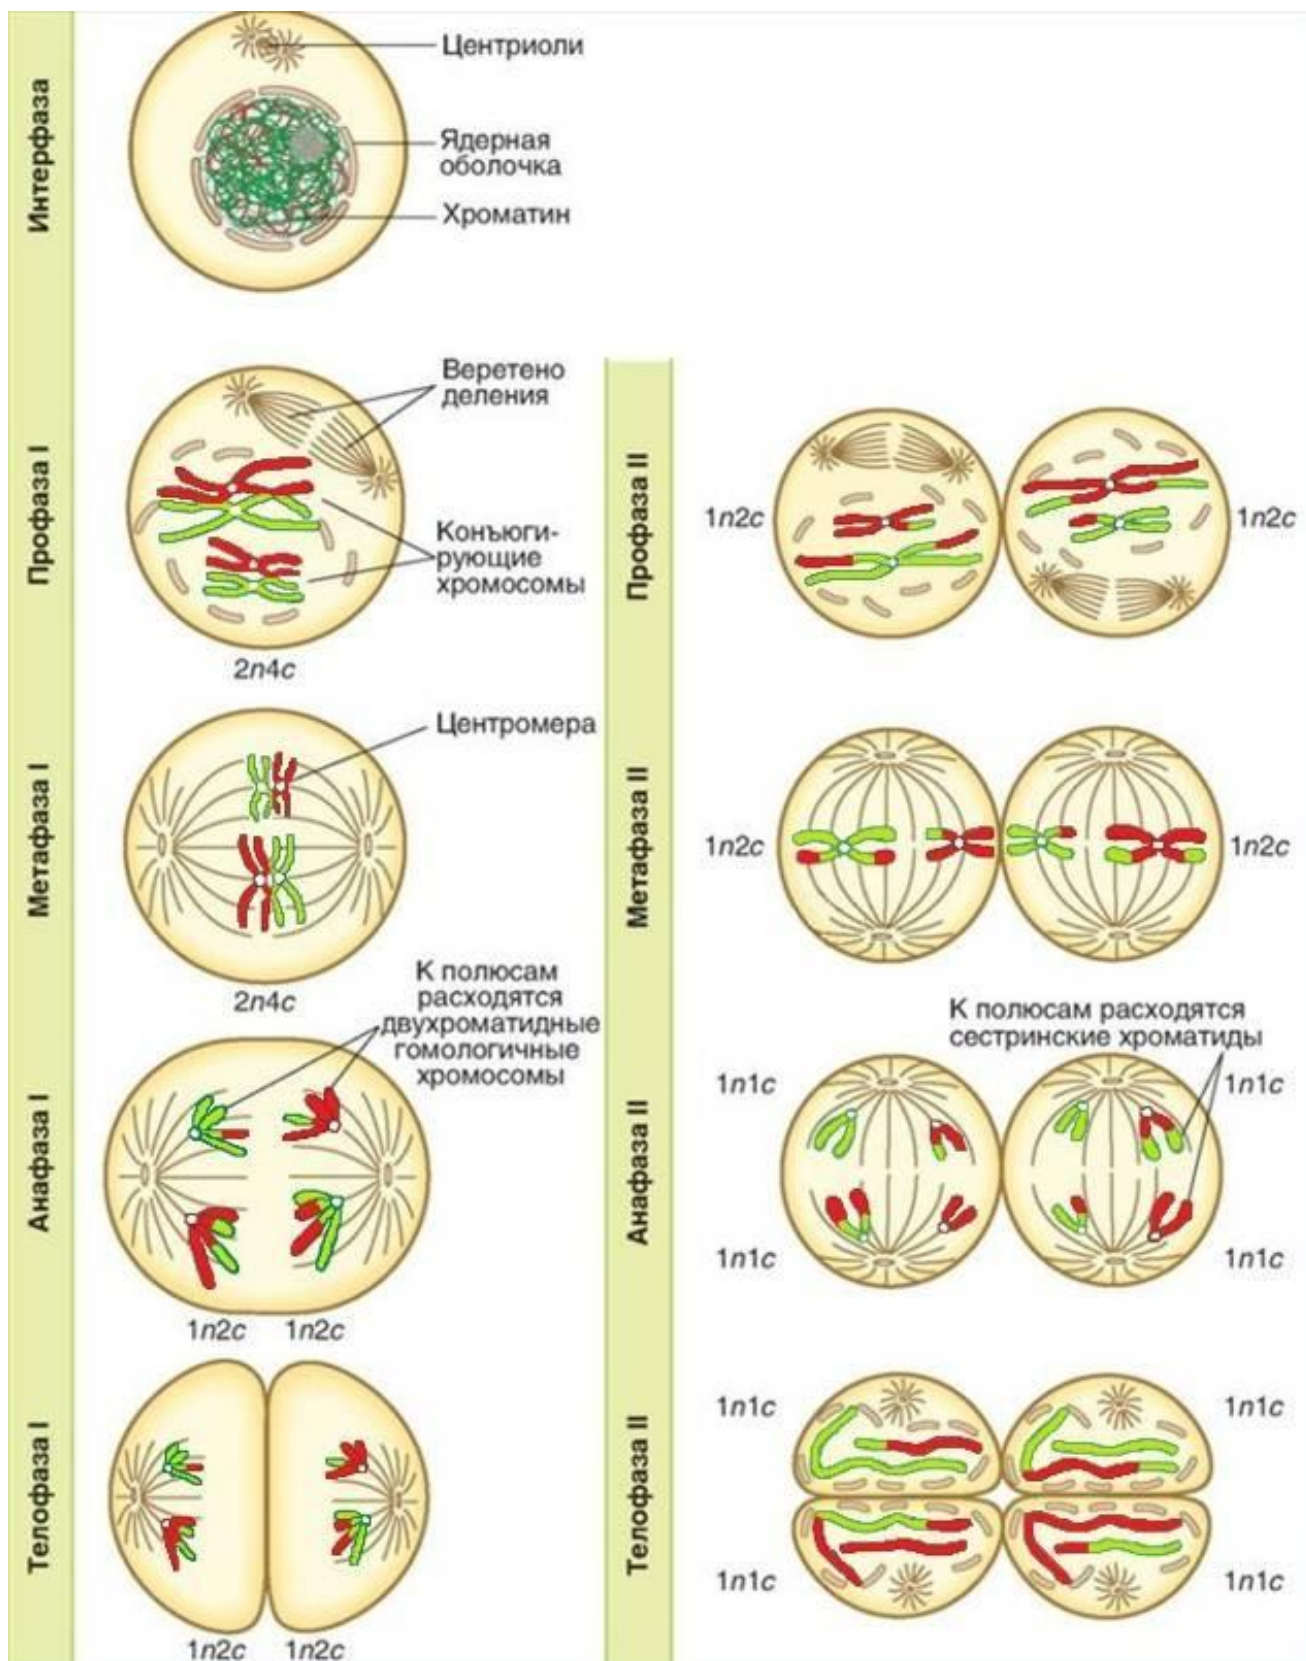 Интерфаза
Центриоли
Ядерная
оболочка
Хроматин
Профаза I
Веретено
деления
Конъюги-
рующие
хромосомы
2n4c
Метафаза I
Центромера
2n4c
Анафаза I
К полюсам
расходятся
двухроматидные
гомологичные
хромосомы
1n2c 1n2c
Телофаза I
1n2c 1n2c
Профаза II
1n2c
1n2c
Метафаза II
1n2c
1n2c
Анафаза II
К полюсам расходятся
сестринские хроматиды
1n1c
1n1c
1n1c
1n1c
Телофаза II
1n1c
1n1c
1n1c
1n1c